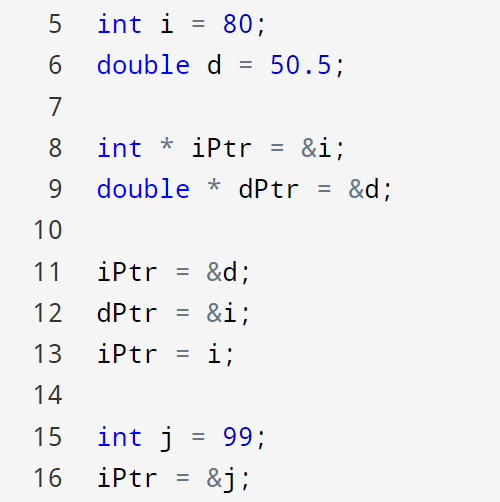 5 int i = 80;
6 double d = 50.5;
7
8 int * iPtr = &i;
9 double * dPtr = &d;
10
11 iPtr = &d;
12 dPtr = &i;
13 iPtr = i;
14
15 int j = 99;
16 iPtr = &j;